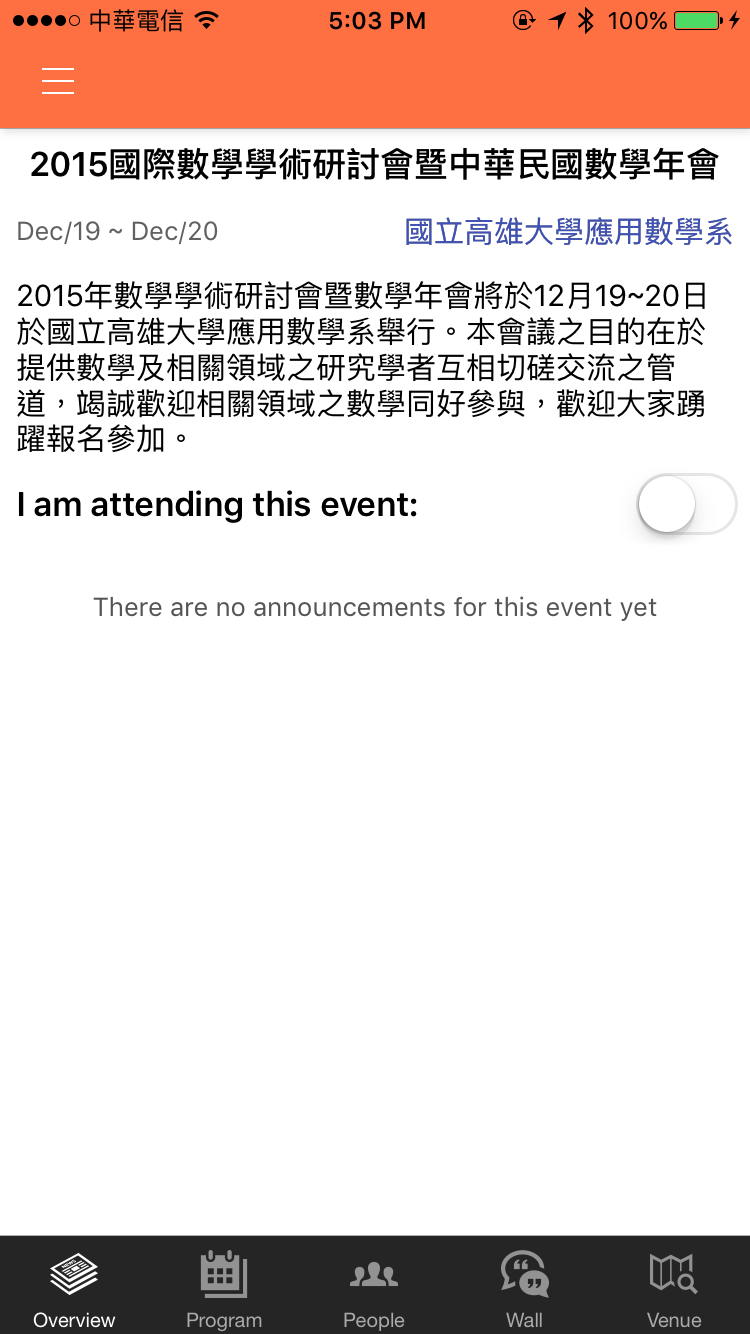 中華電信 5:03 PM 100%
2015國際數學學術研討會暨中華民國數學年會
Dec/19 ~ Dec/20 國立高雄大學應用數學系
2015年數學學術研討會暨數學年會將於12月19~20日
於國立高雄大學應用數學系舉行。本會議之目的在於
提供數學及相關領域之研究學者互相切磋交流之管
道，竭誠歡迎相關領域之數學同好參與，歡迎大家踴
躍報名參加。
I am attending this event:
There are no announcements for this event yet
Overview Program People Wall Venue